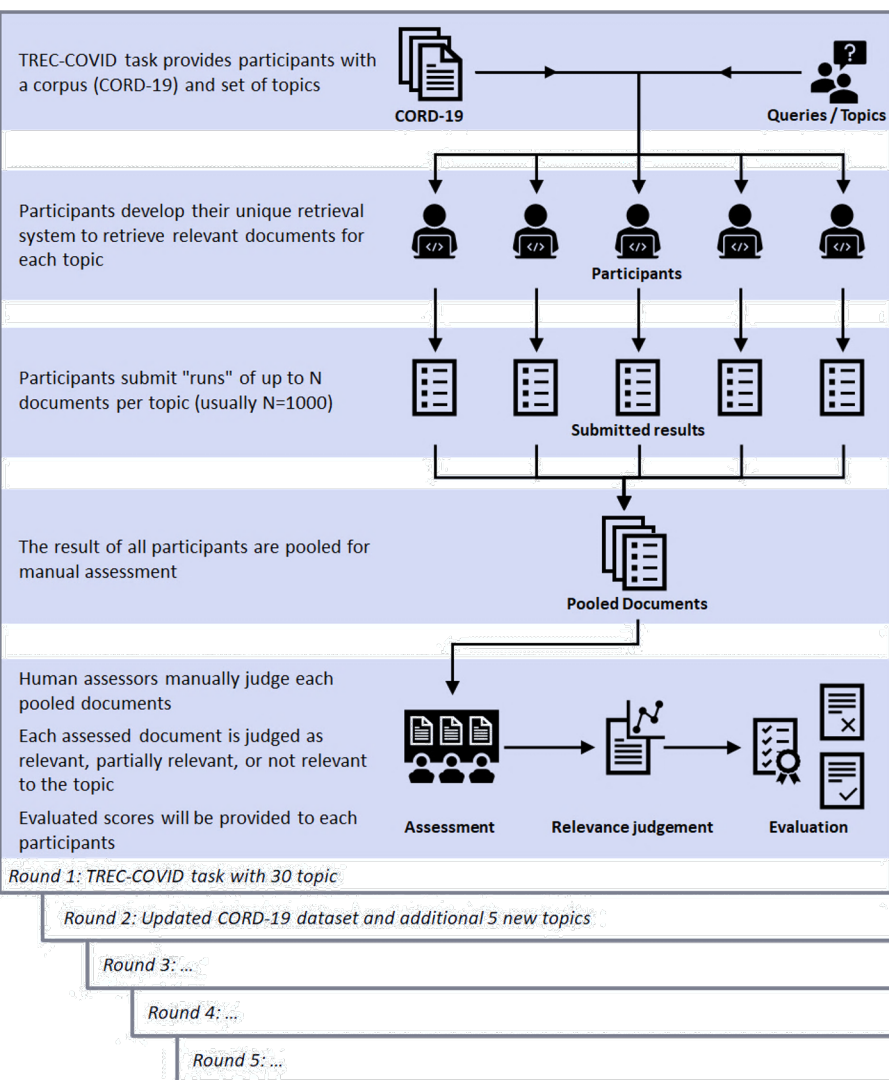 TREC-COVID task provides participants with
a corpus (CORD-19) and set of topics
CORD-19
Queries / Topics
?
Participants develop their unique retrieval
system to retrieve relevant documents for
each topic
</>
</>
</>
</>
</>
Participants
Participants submit "runs" of up to N
documents per topic (usually N=1000)
Submitted results
The result of all participants are pooled for
manual assessment
Pooled Documents
Human assessors manually judge each
pooled documents
Each assessed document is judged as
relevant, partially relevant, or not relevant
to the topic
Evaluated scores will be provided to each
participants
Assessment
Relevance judgement
Evaluation
Round 1: TREC-COVID task with 30 topic
Round 2: Updated CORD-19 dataset and additional 5 new topics
Round 3: ...
Round 4: ...
Round 5: ...